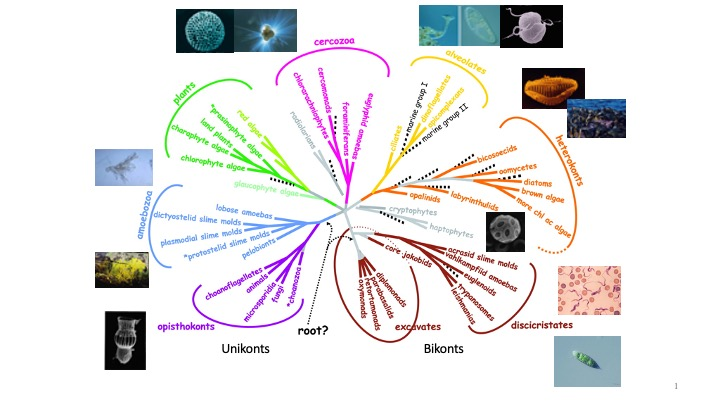 cercozoa
alveolates
plants
heterokonts
amoebozoa
red algae
*prasinophyte algae
land plants
charophyte algae
chlorophyte algae
glaucophyte algae
radiolarians
chlorarachniophytes
cercomonads
foraminiferans
euglyphid amoebas
ciliates
marine group I
dinoflagellates
apicomplexans
marine group II
bicosoecids
oomycetes
diatoms
brown algae
more chl ac algae
labyrinthulids
opalinids
cryptophytes
haptophytes
lobose amoebas
dictyostelid slime molds
plasmodial slime molds
*protostelid slime molds
pelobionts
choanoflagellates
animals
microsporidia
fungi
*choanozoa
core jakobids
acrasid slime molds
vahlkampfiid amoebas
euglenoids
trypanosomes
leishmanias
diplomonads
parabasalids
retortamonads
oxymonads
opisthokonts
root?
excavates
discicristates
Unikonts
Bikonts
1